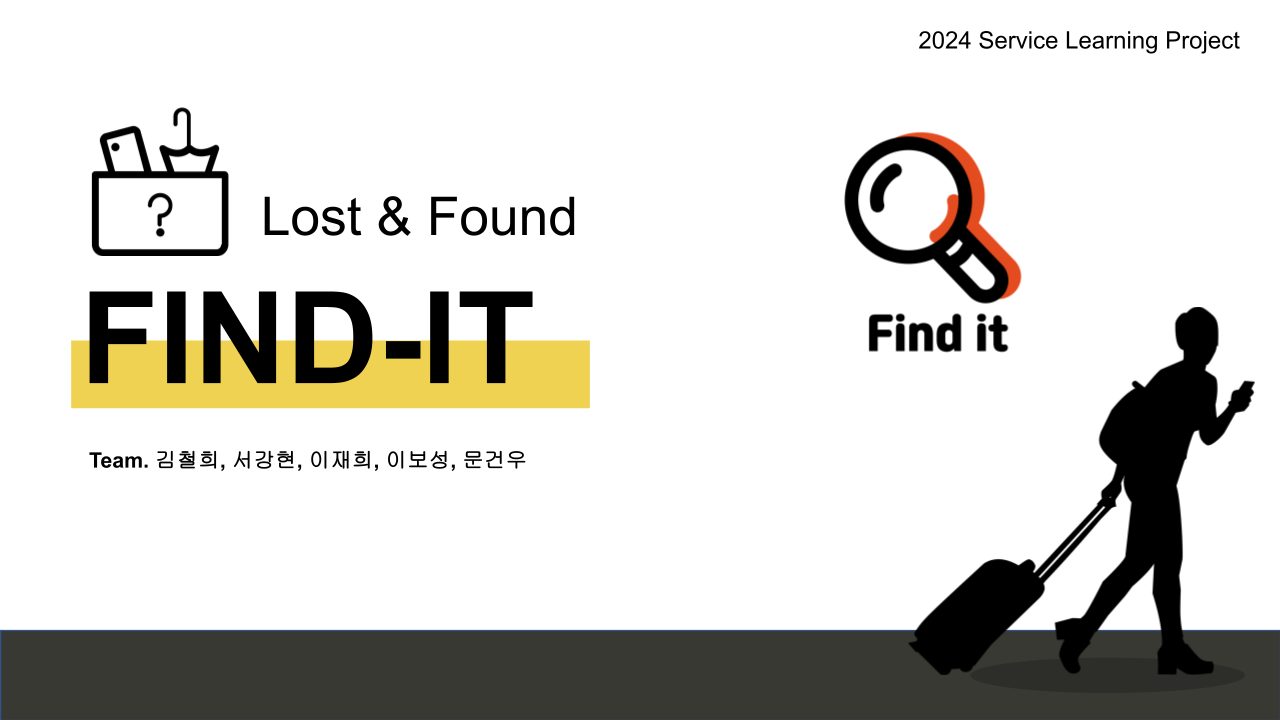 2024 Service Learning Project
?
Lost & Found
FIND-IT
Find it
Team. 김철희, 서강현, 이재희, 이보성, 문건우